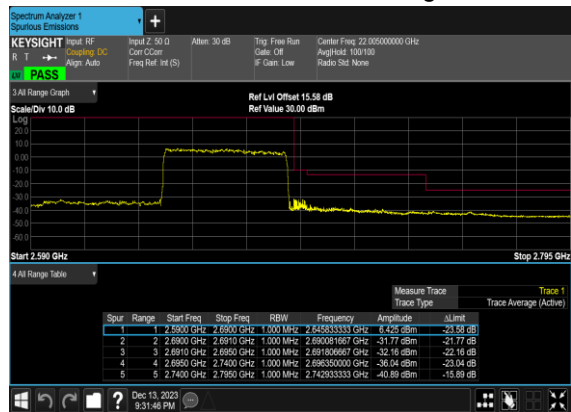 Spectrum Analyzer 1
Spurious Emissions
KEYSIGHT Input: RF Input Z: 50 Ω Atten: 30 dB Trig: Free Run Center Freq: 22.005000000 GHz
R T Coupling: DC Corr CCorr Gate: Off Avg|Hold: 100/100
Align: Auto Freq Ref: Int (S) IF Gain: Low Radio Std: None
LXI PASS
3 All Range Graph
Ref Lvl Offset 15.58 dB
Scale/Div 10.0 dB Ref Value 30.00 dBm
Log
20.0
10.0
0.00
-10.0
-20.0
-30.0
-40.0
-50.0
-60.0
Start 2.590 GHz Stop 2.795 GHz
4 All Range Table
Measure Trace Trace 1
Trace Type Trace Average (Active)
Spur Range Start Freq Stop Freq RBW Frequency Amplitude ΔLimit
1 1 2.5900 GHz 2.6900 GHz 1.000 MHz 2.645833333 GHz 6.425 dBm -23.58 dB
2 2 2.6900 GHz 2.6910 GHz 1.000 MHz 2.690081667 GHz -31.77 dBm -21.77 dB
3 3 2.6910 GHz 2.6950 GHz 1.000 MHz 2.691806667 GHz -32.16 dBm -22.16 dB
4 4 2.6950 GHz 2.7400 GHz 1.000 MHz 2.696350000 GHz -36.04 dBm -23.04 dB
5 5 2.7400 GHz 2.7950 GHz 1.000 MHz 2.742933333 GHz -40.89 dBm -15.89 dB
Dec 13, 2023
9:31:46 PM